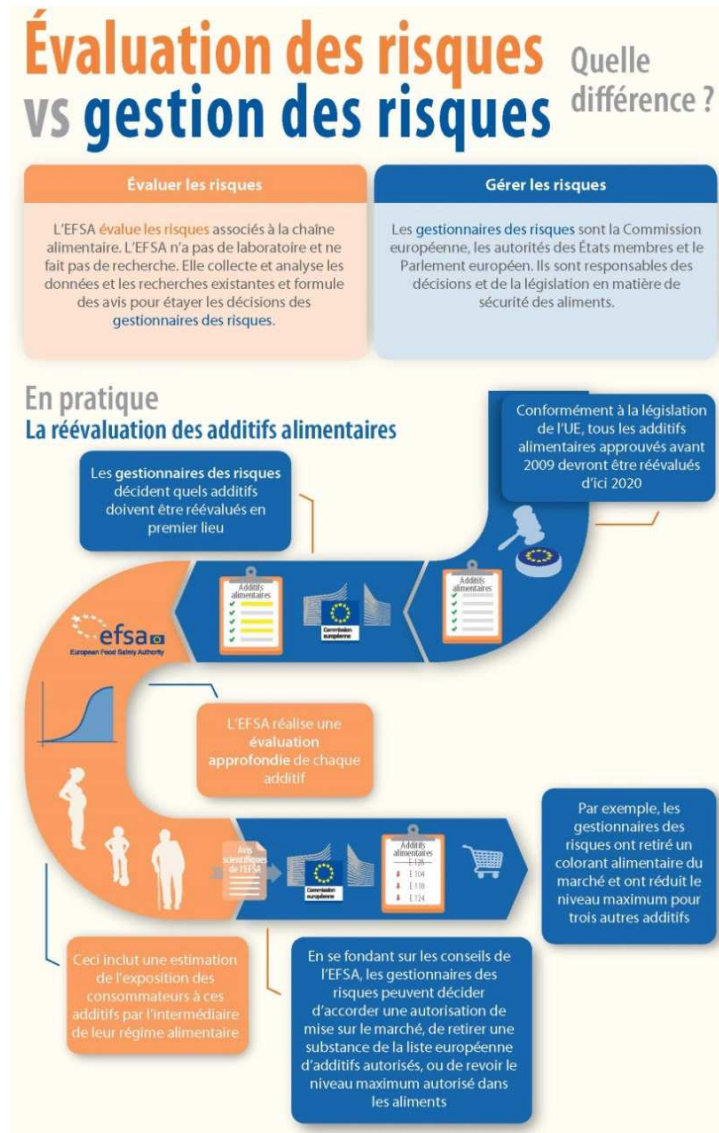 Évaluation des risques
vs gestion des risques
Quelle
différence ?
Évaluer les risques
L'EFSA évalue les risques associés à la chaîne
alimentaire. L'EFSA n'a pas de laboratoire et ne
fait pas de recherche. Elle collecte et analyse les
données et les recherches existantes et formule
des avis pour étayer les décisions des
gestionnaires des risques.
Gérer les risques
Les gestionnaires des risques sont la Commission
européenne, les autorités des États membres et le
Parlement européen. Ils sont responsables des
décisions et de la législation en matière de
sécurité des aliments.
En pratique
La réévaluation des additifs alimentaires
Conformément à la législation
de l'UE, tous les additifs
alimentaires approuvés avant
2009 devront être réévalués
d'ici 2020
Les gestionnaires des risques
décident quels additifs
doivent être réévalués en
premier lieu
Additifs
alimentaires
Commission
européenne
Additifs
alimentaires
efsa
European Food Safety Authority
L'EFSA réalise une
évaluation
approfondie de chaque
additif
Avis
scientifiques
de l'EFSA
Commission
européenne
Additifs
alimentaires
E 104
E 110
E 124
Par exemple, les
gestionnaires des
risques ont retiré un
colorant alimentaire du
marché et ont réduit le
niveau maximum pour
trois autres additifs
Ceci inclut une estimation
de l'exposition des
consommateurs à ces
additifs par l'intermédiaire
de leur régime alimentaire
En se fondant sur les conseils de
l'EFSA, les gestionnaires des
risques peuvent décider
d'accorder une autorisation de
mise sur le marché, de retirer une
substance de la liste européenne
d'additifs autorisés, ou de revoir le
niveau maximum autorisé dans
les aliments